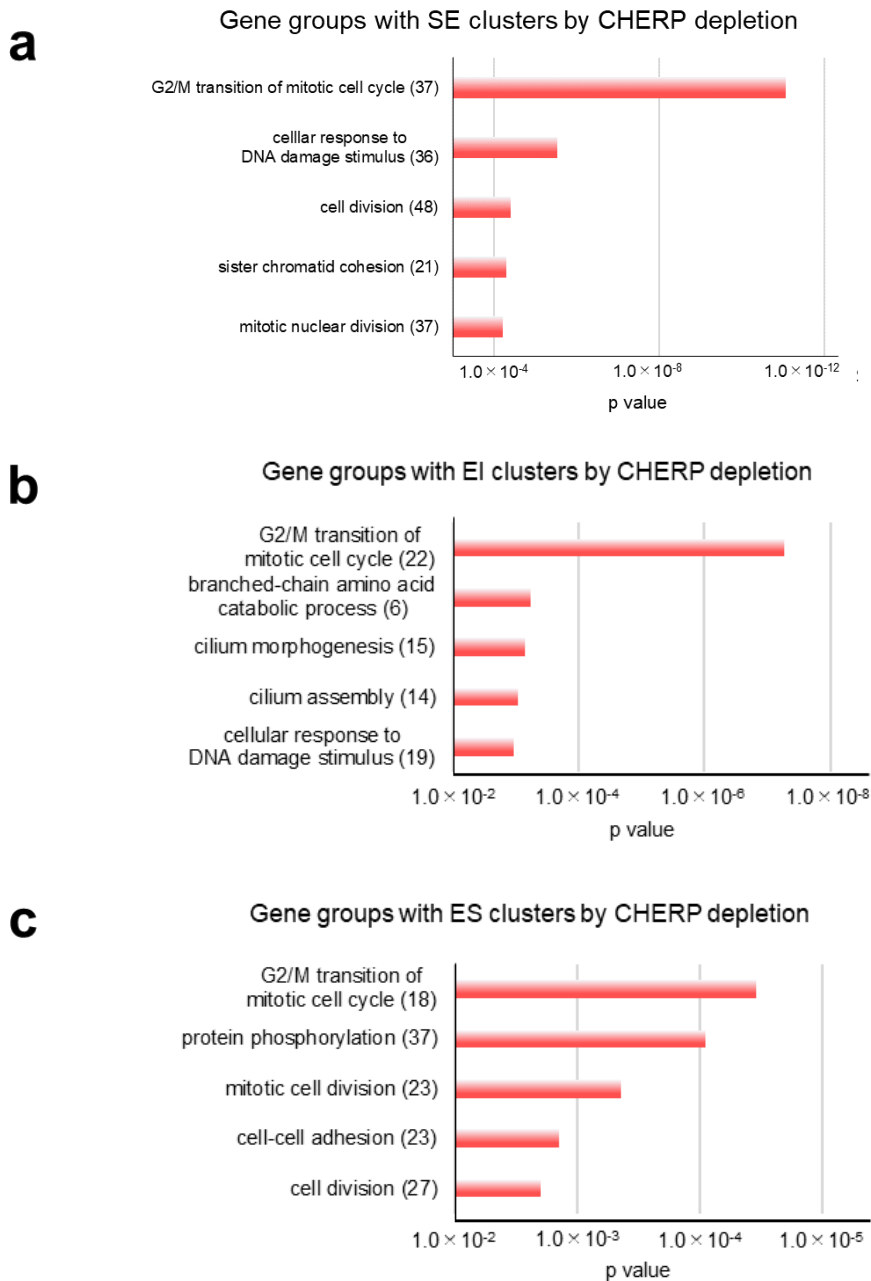 a
Gene groups with SE clusters by CHERP depletion
G2/M transition of mitotic cell cycle (37)
celllar response to
DNA damage stimulus (36)
cell division (48)
sister chromatid cohesion (21)
mitotic nuclear division (37)
1.0×10-4 1.0×10-8 1.0×10-12
p value
b
Gene groups with EI clusters by CHERP depletion
G2/M transition of
mitotic cell cycle (22)
branched-chain amino acid
catabolic process (6)
cilium morphogenesis (15)
cilium assembly (14)
cellular response to
DNA damage stimulus (19)
1.0×10-2 1.0×10-4 1.0×10-6 1.0×10-8
p value
c
Gene groups with ES clusters by CHERP depletion
G2/M transition of
mitotic cell cycle (18)
protein phosphorylation (37)
mitotic cell division (23)
cell-cell adhesion (23)
cell division (27)
1.0×10-2 1.0×10-3 1.0×10-4 1.0×10-5
p value